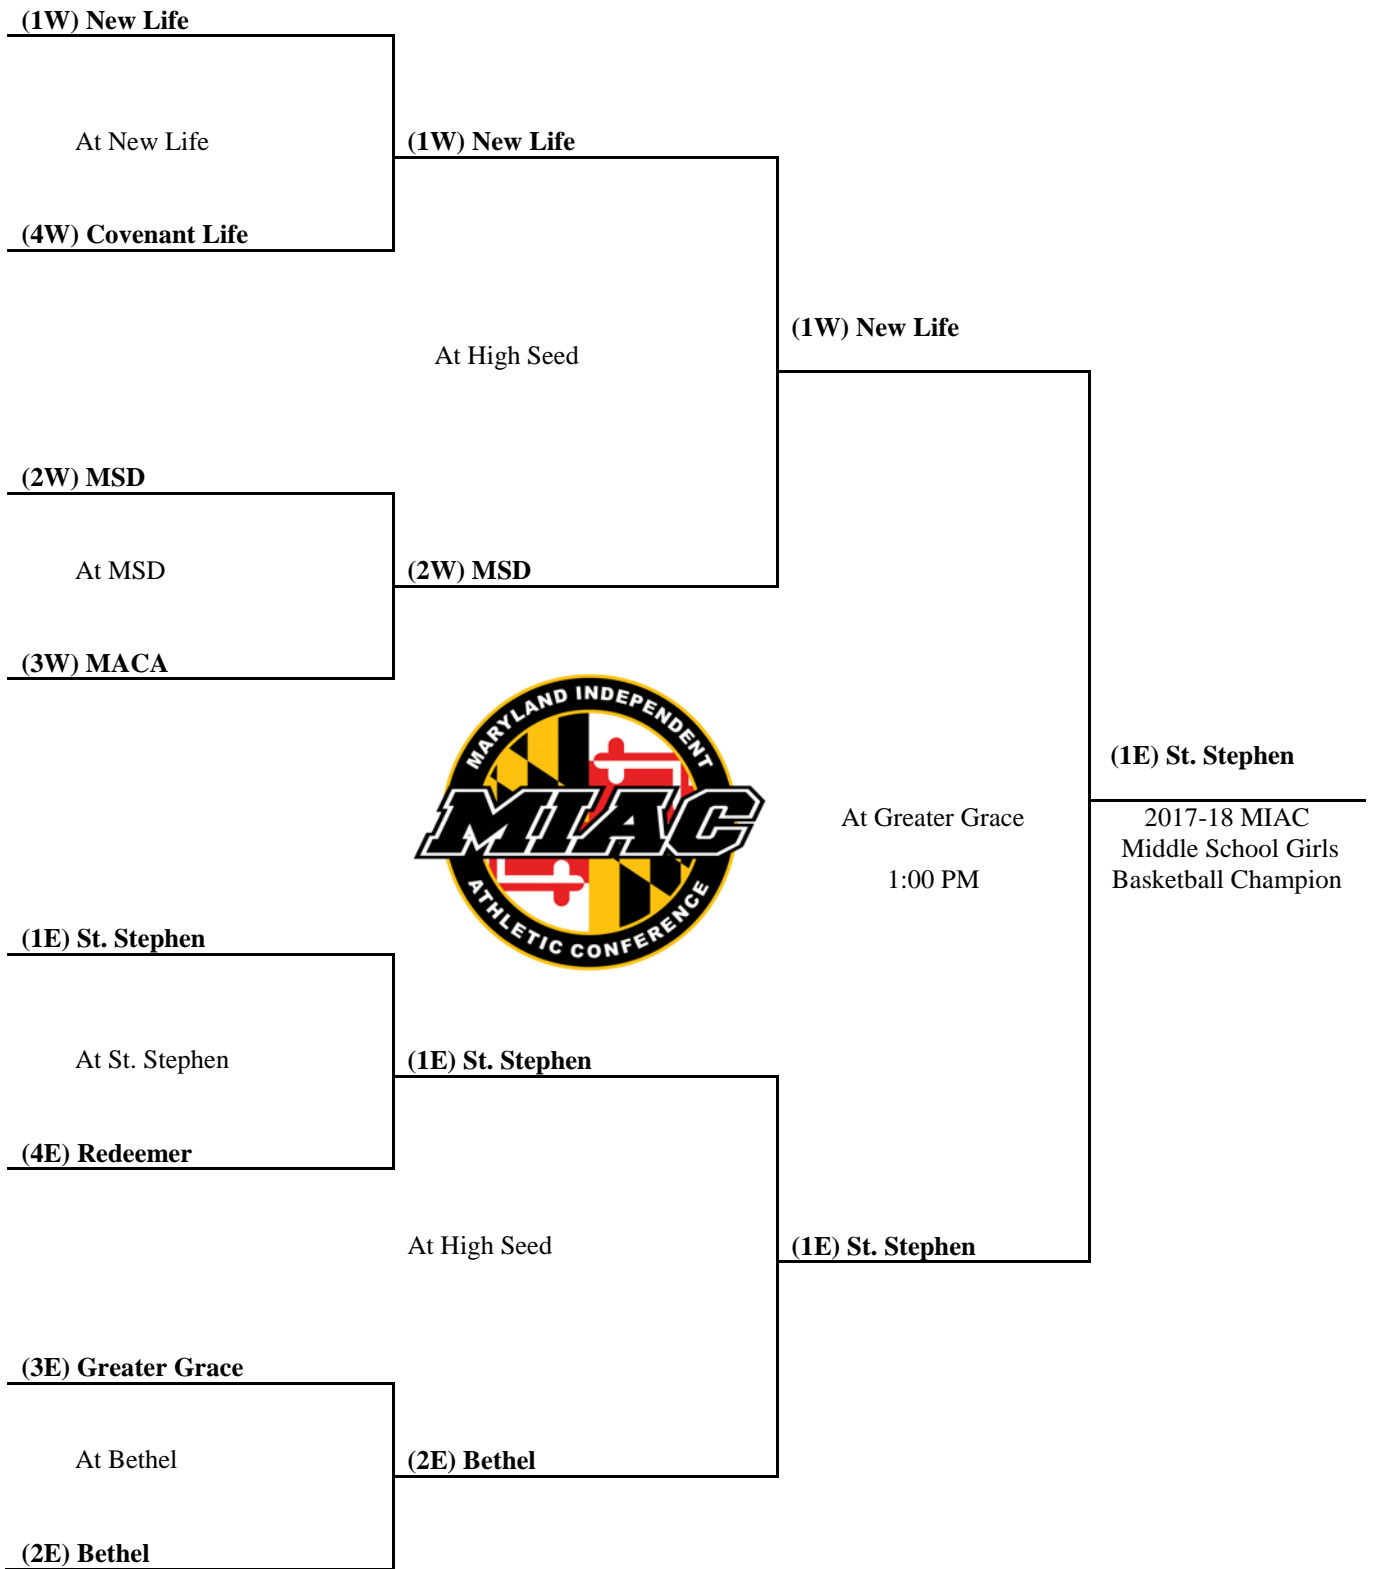 (1W) New Life
At New Life
(1W) New Life
(4W) Covenant Life
(1W) New Life
At High Seed
(2W) MSD
At MSD
(2W) MSD
(3W) MACA
MARYLAND INDEPENDENT
MIAC
ATHLETIC CONFERENCE
(1E) St. Stephen
At Greater Grace
1:00 PM
2017-18 MIAC
Middle School Girls
Basketball Champion
(1E) St. Stephen
At St. Stephen
(1E) St. Stephen
(4E) Redeemer
At High Seed
(1E) St. Stephen
(3E) Greater Grace
At Bethel
(2E) Bethel
(2E) Bethel